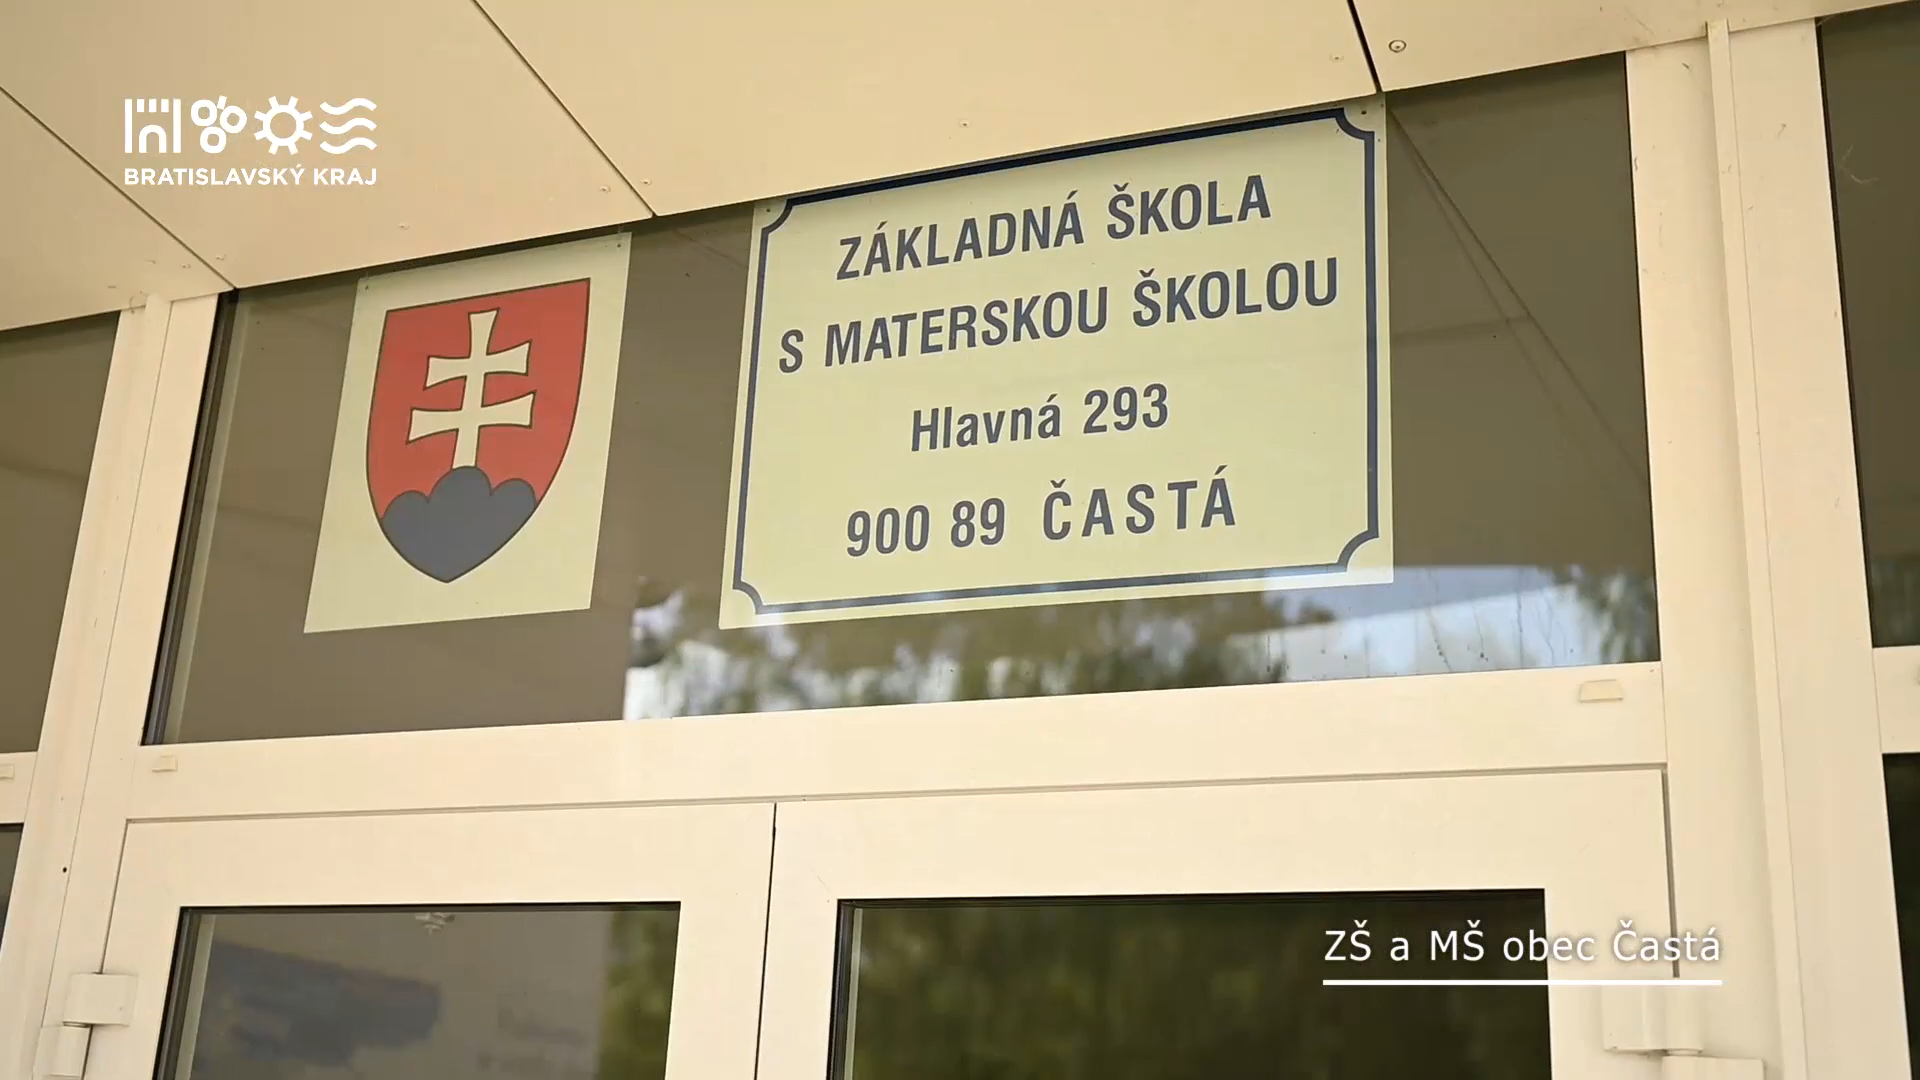 BRATISLAVSKÝ KRAJ
ZÁKLADNÁ ŠKOLA
S MATERSKOU ŠKOLOU
Hlavná 293
900 89 ČASTÁ
ZŠ a MŠ obec Častá